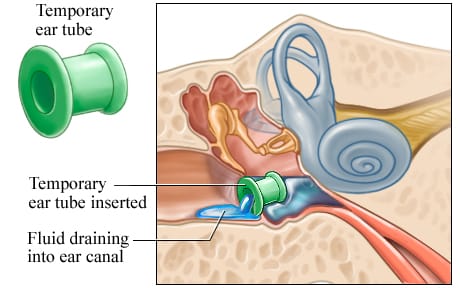 Temporary
ear tube
Temporary
ear tube inserted
Fluid draining
into ear canal